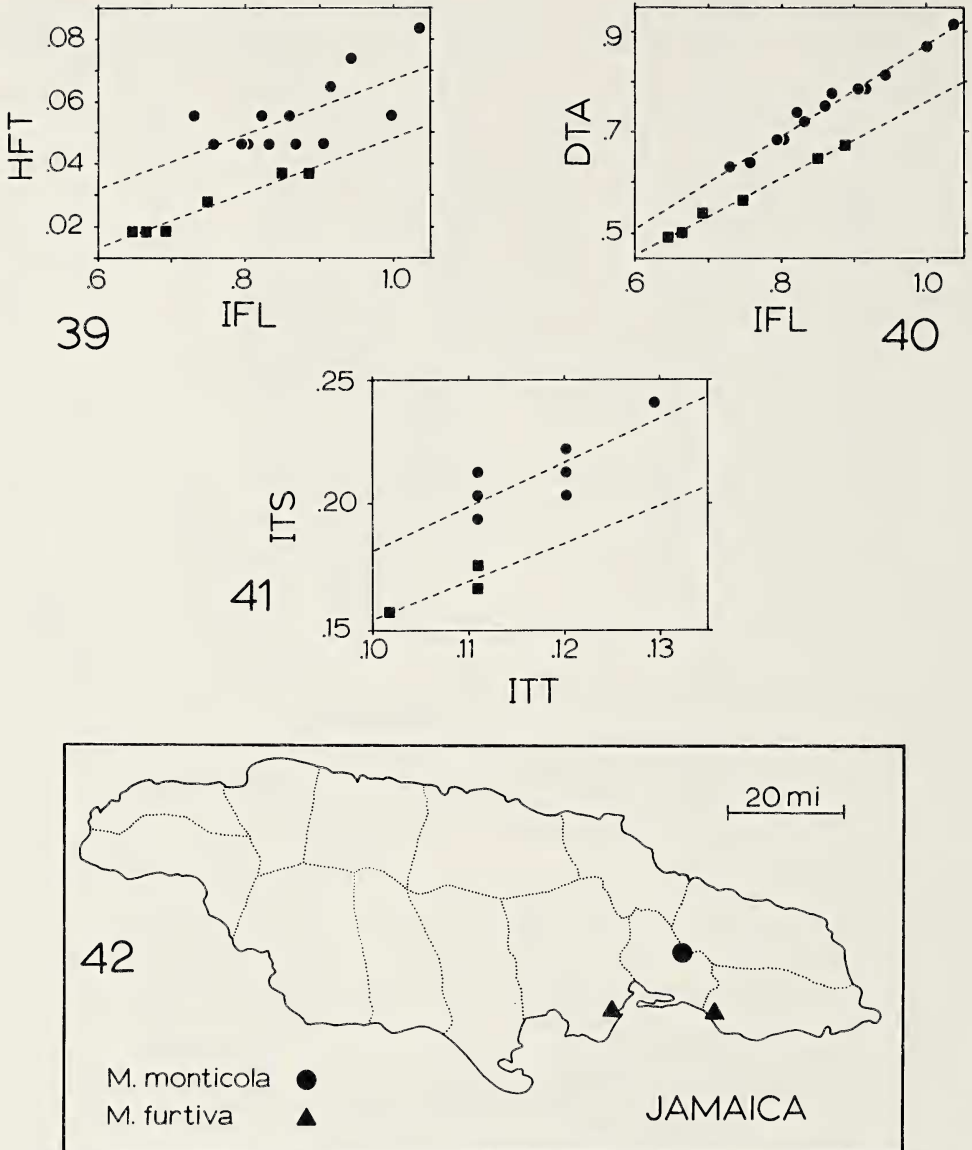 .08
.06
.04
.02
HFT
.6
.8
1.0
IFL
39
.9
.7
.5
DTA
.6
.8
1.0
IFL
40
.25
.20
.15
ITS
41
.10
.11
.12
.13
ITT
20 mi
42
M. monticola
M. furtiva
JAMAICA